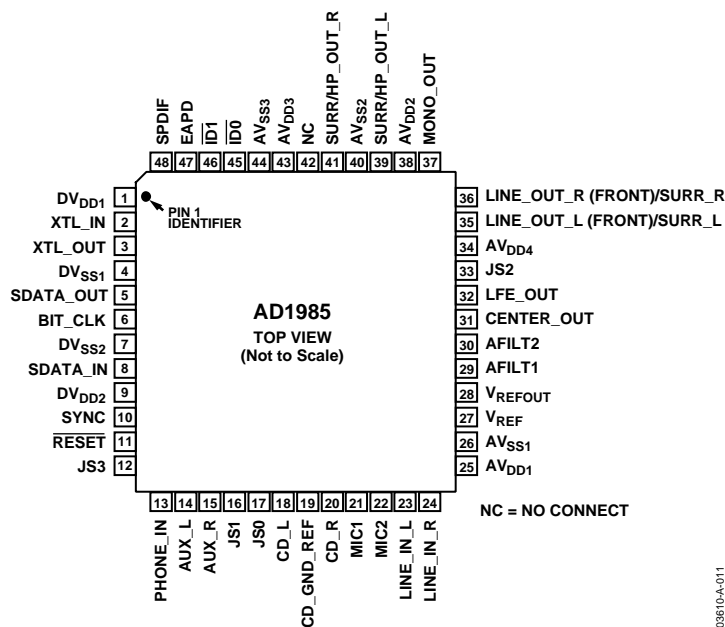 SPDIF
EAPD
ID1
ID0
AVSS3
AVDD3
NC
SURR/HP_OUT_R
AVSS2
SURR/HP_OUT_L
AVDD2
MONO_OUT
48 47 46 45 44 43 42 41 40 39 38 37
DVDD1 1
XTL_IN 2
XTL_OUT 3
DVSS1 4
SDATA_OUT 5
BIT_CLK 6
DVSS2 7
SDATA_IN 8
DVDD2 9
SYNC 10
RESET 11
JS3 12
PIN 1
IDENTIFIER
AD1985
TOP VIEW
(Not to Scale)
36 LINE_OUT_R (FRONT)/SURR_R
35 LINE_OUT_L (FRONT)/SURR_L
34 AVDD4
33 JS2
32 LFE_OUT
31 CENTER_OUT
30 AFILT2
29 AFILT1
28 VREFOUT
27 VREF
26 AVSS1
25 AVDD1
13 14 15 16 17 18 19 20 21 22 23 24
PHONE_IN
AUX_L
AUX_R
JS1
JS0
CD_L
CD_GND_REF
CD_R
MIC1
MIC2
LINE_IN_L
LINE_IN_R
NC = NO CONNECT
03610-A-011